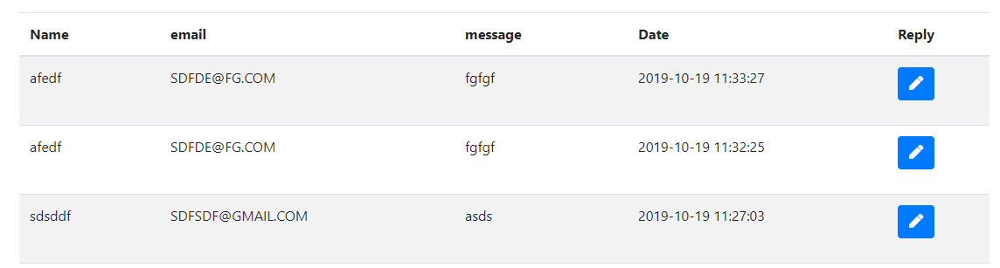 Name email message Date Reply
afedf SDFDE@FG.COM fgfgf 2019-10-19 11:33:27
afedf SDFDE@FG.COM fgfgf 2019-10-19 11:32:25
sdsddf SDFSDF@GMAIL.COM asds 2019-10-19 11:27:03